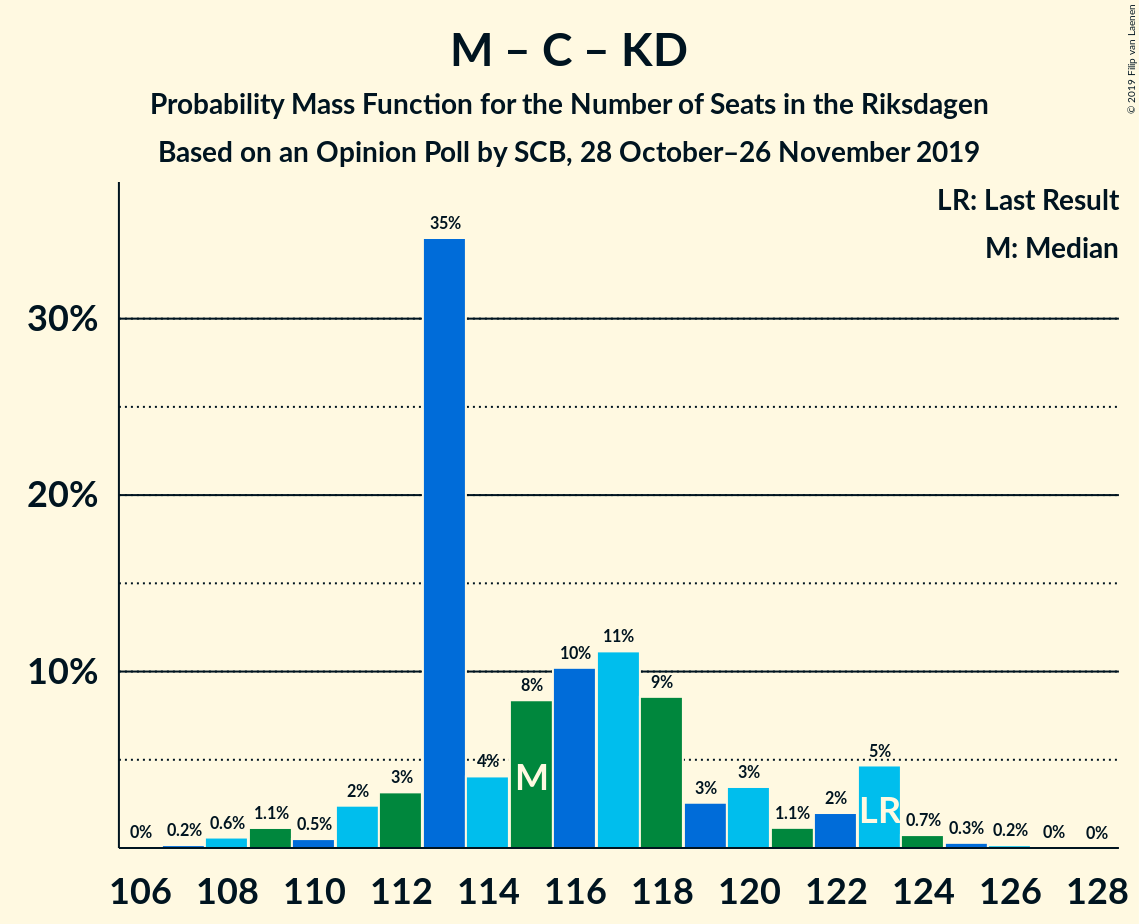 M – C – KD
Probability Mass Function for the Number of Seats in the Riksdagen
Based on an Opinion Poll by SCB, 28 October–26 November 2019
© 2019 Filip van Laenen
LR: Last Result
M: Median
35%
30%
20%
11%
10%
10%
9%
8%
5%
4%
3%
3%
3%
2%
2%
M
LR
0%
0.2%
0.6%
1.1%
0.5%
1.1%
0.7%
0.3%
0.2%
0%
0%
106 108 110 112 114 116 118 120 122 124 126 128